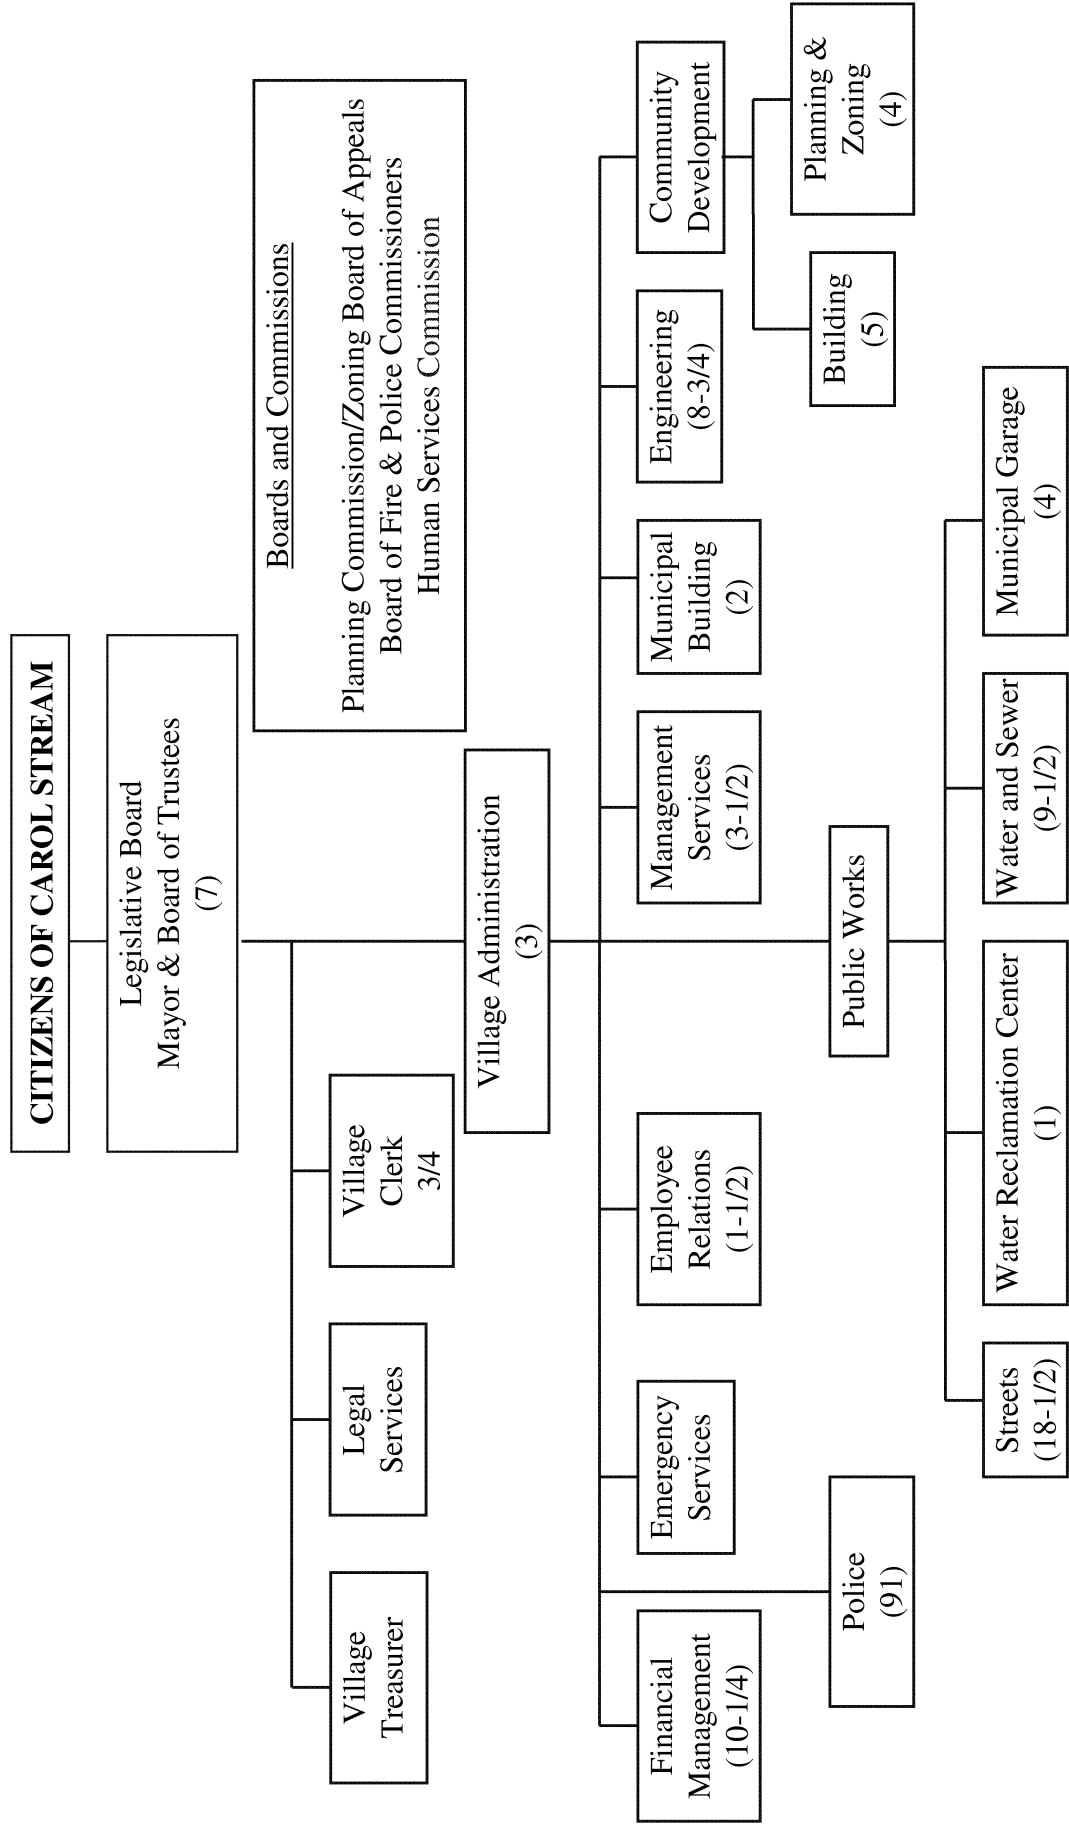 CITIZENS OF CAROL STREAM
Legislative Board
Mayor & Board of Trustees
(7)
Boards and Commissions
Planning Commission/Zoning Board of Appeals
Board of Fire & Police Commissioners
Human Services Commission
Village
Treasurer
Legal
Services
Village
Clerk
3/4
Village Administration
(3)
Financial
Management
(10-1/4)
Emergency
Services
Employee
Relations
(1-1/2)
Management
Services
(3-1/2)
Municipal
Building
(2)
Engineering
(8-3/4)
Community
Development
Police
(91)
Public Works
Building
(5)
Planning &
Zoning
(4)
Streets
(18-1/2)
Water Reclamation Center
(1)
Water and Sewer
(9-1/2)
Municipal Garage
(4)